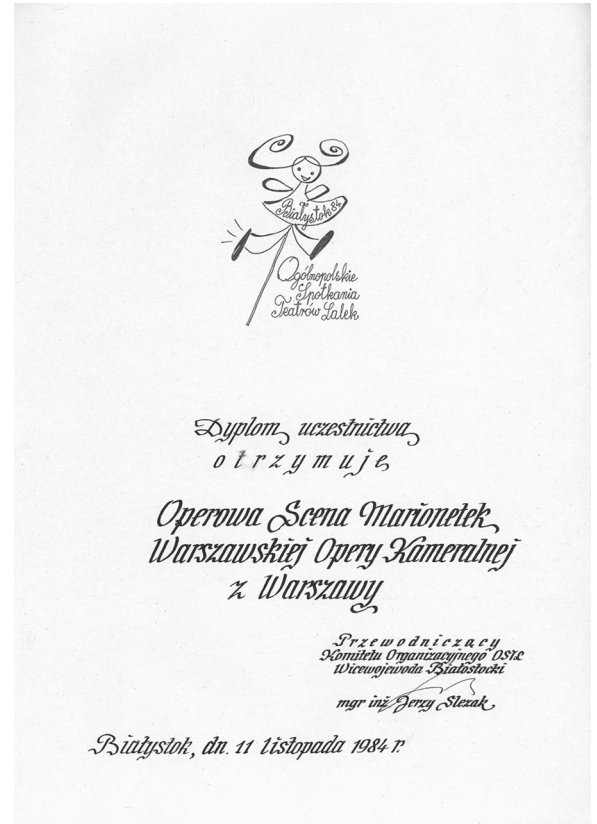 Białystok 84
Ogólnopolskie
Spotkania
Teatrów Lalek
Dyplom uczestnictwa
otrzymuje
Operowa Scena Marionetek
Warszawskiej Opery Kameralnej
z Warszawy
Przewodniczący
Komitetu Organizacyjnego OSTL
Wicewojewoda Białostocki
mgr inż Jerzy Slezak
Białystok, dn. 11 listopada 1984 r.